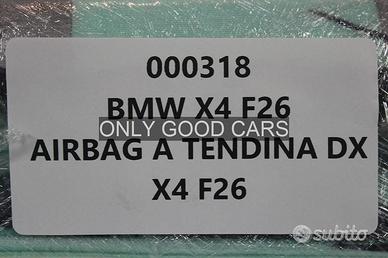 000318
BMW X4 F26
ONLY GOOD CARS
AIRBAG A TENDINA DX
X4 F26
subito